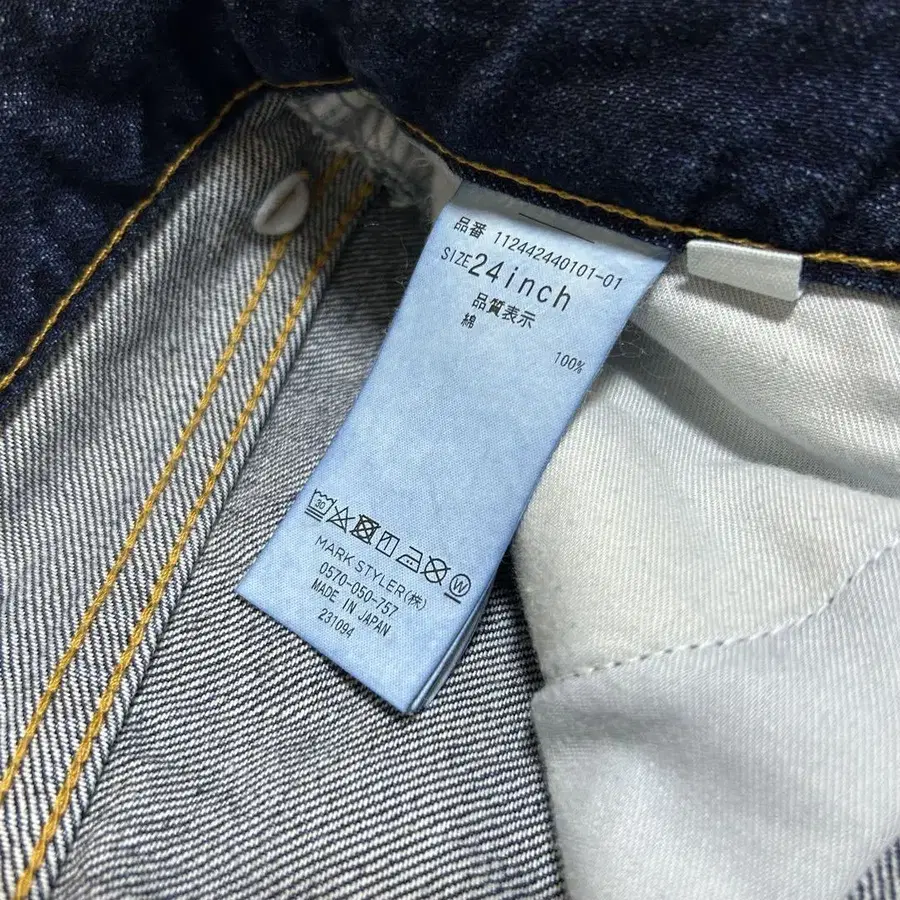 品番 112442440101-01
SIZE 24inch
品質表示
綿 100%
30
W
MARK STYLER(株)
0570-050-757
MADE IN JAPAN
231094